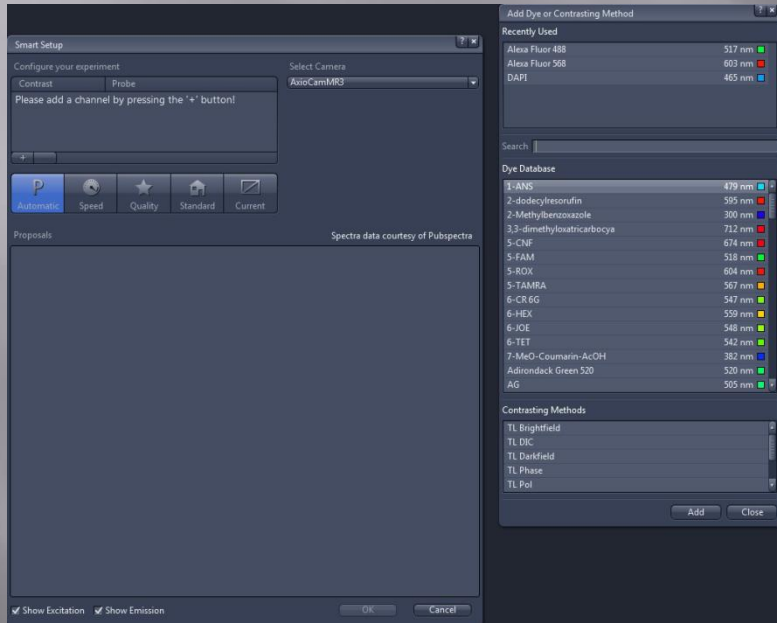 Smart Setup
Configure your experiment
Select Camera
Contrast Probe
AxioCamMR3
Please add a channel by pressing the '+' button!
+
P
Automatic Speed Quality Standard Current
Proposals
Spectra data courtesy of Pubspectra
Show Excitation Show Emission
OK Cancel
Add Dye or Contrasting Method
? ×
Recently Used
Alexa Fluor 488 517 nm
Alexa Fluor 568 603 nm
DAPI 465 nm
Search
Dye Database
1-ANS 479 nm
2-dodecylresorufin 595 nm
2-Methylbenzoxazole 300 nm
3,3-dimethyloxatricarbocya 712 nm
5-CNF 674 nm
5-FAM 518 nm
5-ROX 604 nm
5-TAMRA 567 nm
6-CR 6G 547 nm
6-HEX 559 nm
6-JOE 548 nm
6-TET 542 nm
7-MeO-Coumarin-AcOH 382 nm
Adirondack Green 520 520 nm
AG 505 nm
Contrasting Methods
TL Brightfield
TL DIC
TL Darkfield
TL Phase
TL Pol
Add Close